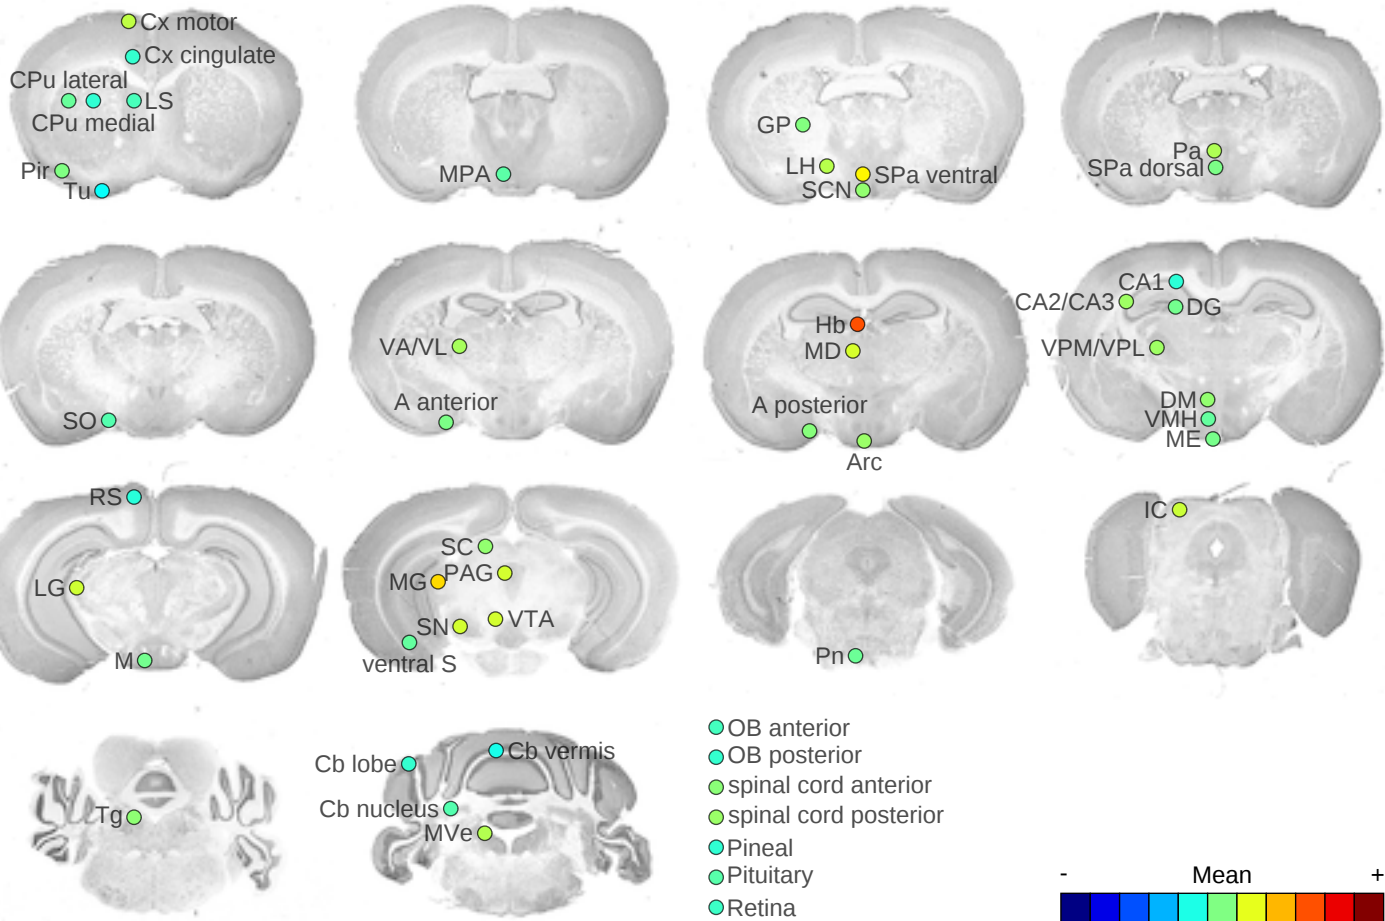 Cx motor
Cx cingulate
CPu lateral
LS
CPu medial
Pir
Tu
MPA
GP
LH
SPa ventral
SCN
Pa
SPa dorsal
SO
VA/VL
A anterior
Hb
MD
A posterior
Arc
CA1
CA2/CA3
DG
VPM/VPL
DM
VMH
ME
RS
LG
M
SC
PAG
MG
SN
VTA
ventral S
Pn
IC
Tg
Cb vermis
Cb lobe
Cb nucleus
MVe
OB anterior
OB posterior
spinal cord anterior
spinal cord posterior
Pineal
Pituitary
Retina
- Mean +